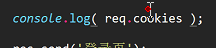 console.log( req.cookies );
res.send('登录页');